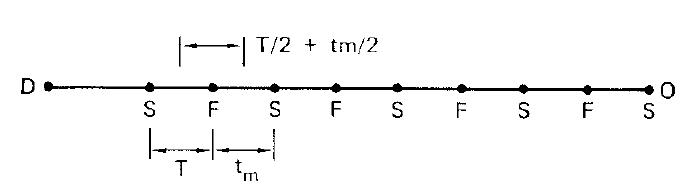 T/2 + tm/2
D O
S F S F S F S F S
T tm